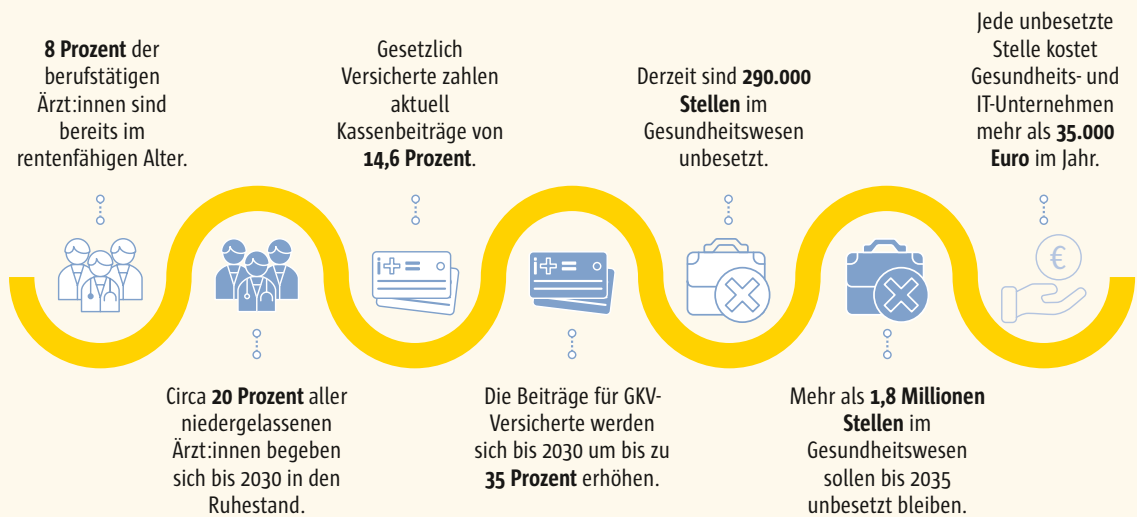 8 Prozent der
berufstätigen
Ärzt:innen sind
bereits im
rentenfähigen Alter.
Circa 20 Prozent aller
niedergelassenen
Ärzt:innen begeben
sich bis 2030 in den
Ruhestand.
Gesetzlich
Versicherte zahlen
aktuell
Kassenbeiträge von
14,6 Prozent.
Die Beiträge für GKV-
Versicherte werden
sich bis 2030 um bis zu
35 Prozent erhöhen.
Derzeit sind 290.000
Stellen im
Gesundheitswesen
unbesetzt.
Mehr als 1,8 Millionen
Stellen im
Gesundheitswesen
sollen bis 2035
unbesetzt bleiben.
Jede unbesetzte
Stelle kostet
Gesundheits- und
IT-Unternehmen
mehr als 35.000
Euro im Jahr.
€